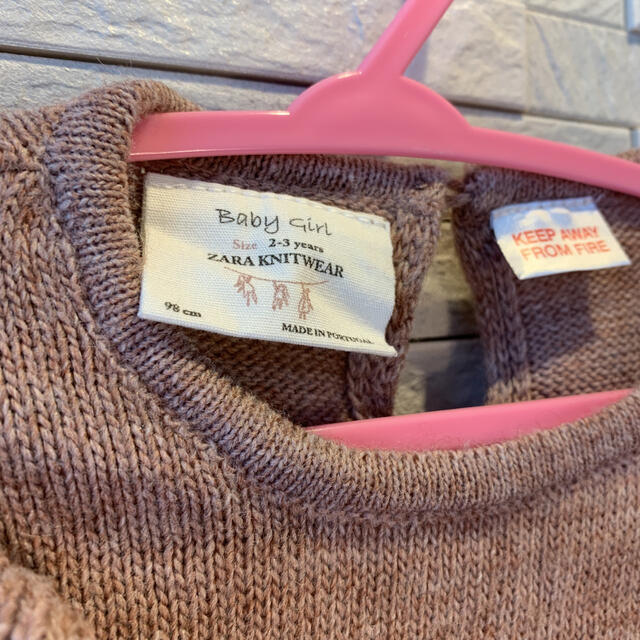 Baby Girl
Size 2-3 years
ZARA KNITWEAR
98 cm
MADE IN PORTUGAL
KEEP AWAY
FROM FIRE